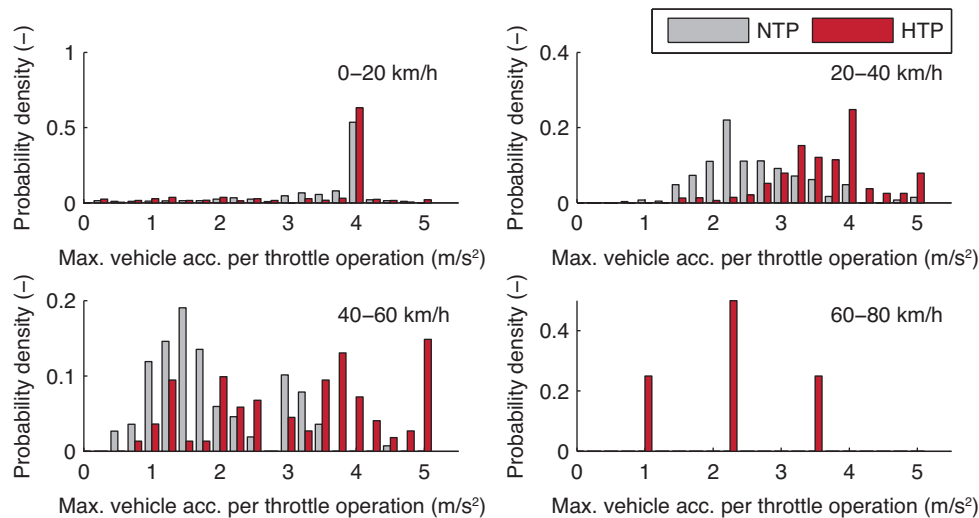 NTP HTP
Probability density (−)
1
0.5
0
0−20 km/h
0 1 2 3 4 5
Max. vehicle acc. per throttle operation (m/s²)
Probability density (−)
0.4
0.2
0
20−40 km/h
0 1 2 3 4 5
Max. vehicle acc. per throttle operation (m/s²)
Probability density (−)
0.2
0.1
0
40−60 km/h
0 1 2 3 4 5
Max. vehicle acc. per throttle operation (m/s²)
Probability density (−)
0.4
0.2
0
60−80 km/h
0 1 2 3 4 5
Max. vehicle acc. per throttle operation (m/s²)